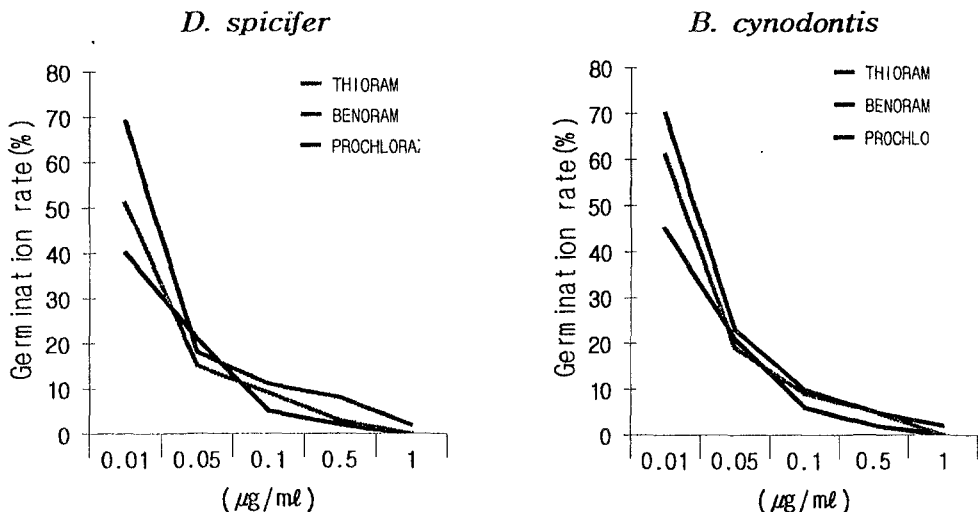 D. spicifer
80
70
60
50
40
30
20
10
0
Germination rate(%)
THIORAM
BENORAM
PROCHLORAZ
0.01 0.05 0.1 0.5 1
(μg/mℓ)
B. cynodontis
80
70
60
50
40
30
20
10
0
Germination rate(%)
THIORAM
BENORAM
PROCHLO
0.01 0.05 0.1 0.5 1
(μg/mℓ)